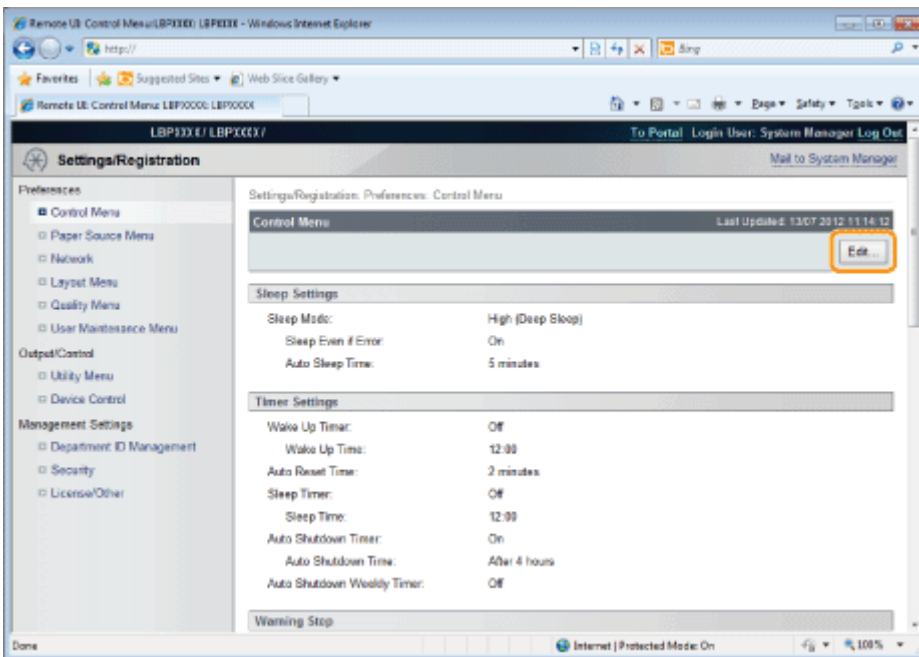 Remote UI: Control Menu:LBPXXXX: LBPXXXX - Windows Internet Explorer
http://
Bing
Favorites Suggested Sites Web Slice Gallery
Remote UI: Control Menu: LBPXXXX: LBPXXXX
Page Safety Tools
LBPXXXX / LBPXXXX /
To Portal Login User: System Manager Log Out
Settings/Registration
Mail to System Manager
Preferences
Control Menu
Paper Source Menu
Network
Layout Menu
Quality Menu
User Maintenance Menu
Output/Control
Utility Menu
Device Control
Management Settings
Department ID Management
Security
License/Other
Settings/Registration: Preferences: Control Menu
Control Menu
Last Updated: 13/07 2012 11:14:12
Edit...
Sleep Settings
Sleep Mode: High (Deep Sleep)
Sleep Even if Error: On
Auto Sleep Time: 5 minutes
Timer Settings
Wake Up Timer: Off
Wake Up Time: 12:00
Auto Reset Time: 2 minutes
Sleep Timer: Off
Sleep Time: 12:00
Auto Shutdown Timer: On
Auto Shutdown Time: After 4 hours
Auto Shutdown Weekly Timer: Off
Warning Step
Done
Internet | Protected Mode: On
100%